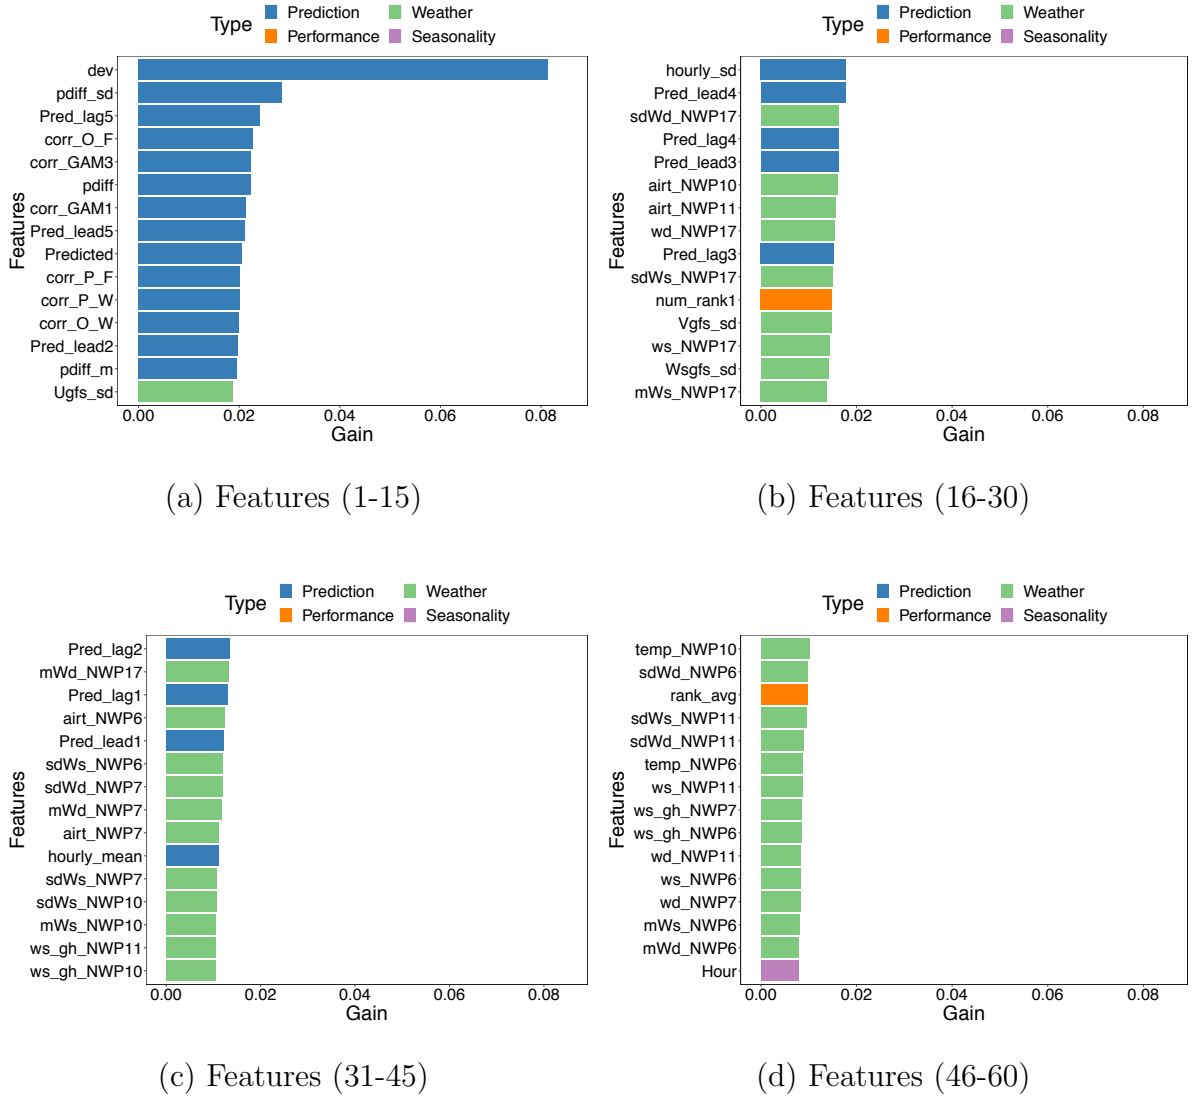 Type
Prediction
Weather
Performance
Seasonality
Features
dev
pdiff_sd
Pred_lag5
corr_O_F
corr_GAM3
pdiff
corr_GAM1
Pred_lead5
Predicted
corr_P_F
corr_P_W
corr_O_W
Pred_lead2
pdiff_m
Ugfs_sd
0.00 0.02 0.04 0.06 0.08
Gain
(a) Features (1-15)
Type
Prediction
Weather
Performance
Seasonality
Features
hourly_sd
Pred_lead4
sdWd_NWP17
Pred_lag4
Pred_lead3
airt_NWP10
airt_NWP11
wd_NWP17
Pred_lag3
sdWs_NWP17
num_rank1
Vgfs_sd
ws_NWP17
Wsgfs_sd
mWs_NWP17
0.00 0.02 0.04 0.06 0.08
Gain
(b) Features (16-30)
Type
Prediction
Weather
Performance
Seasonality
Features
Pred_lag2
mWd_NWP17
Pred_lag1
airt_NWP6
Pred_lead1
sdWs_NWP6
sdWd_NWP7
mWd_NWP7
airt_NWP7
hourly_mean
sdWs_NWP7
sdWs_NWP10
mWs_NWP10
ws_gh_NWP11
ws_gh_NWP10
0.00 0.02 0.04 0.06 0.08
Gain
(c) Features (31-45)
Type
Prediction
Weather
Performance
Seasonality
Features
temp_NWP10
sdWd_NWP6
rank_avg
sdWs_NWP11
sdWd_NWP11
temp_NWP6
ws_NWP11
ws_gh_NWP7
ws_gh_NWP6
wd_NWP11
ws_NWP6
wd_NWP7
mWs_NWP6
mWd_NWP6
Hour
0.00 0.02 0.04 0.06 0.08
Gain
(d) Features (46-60)